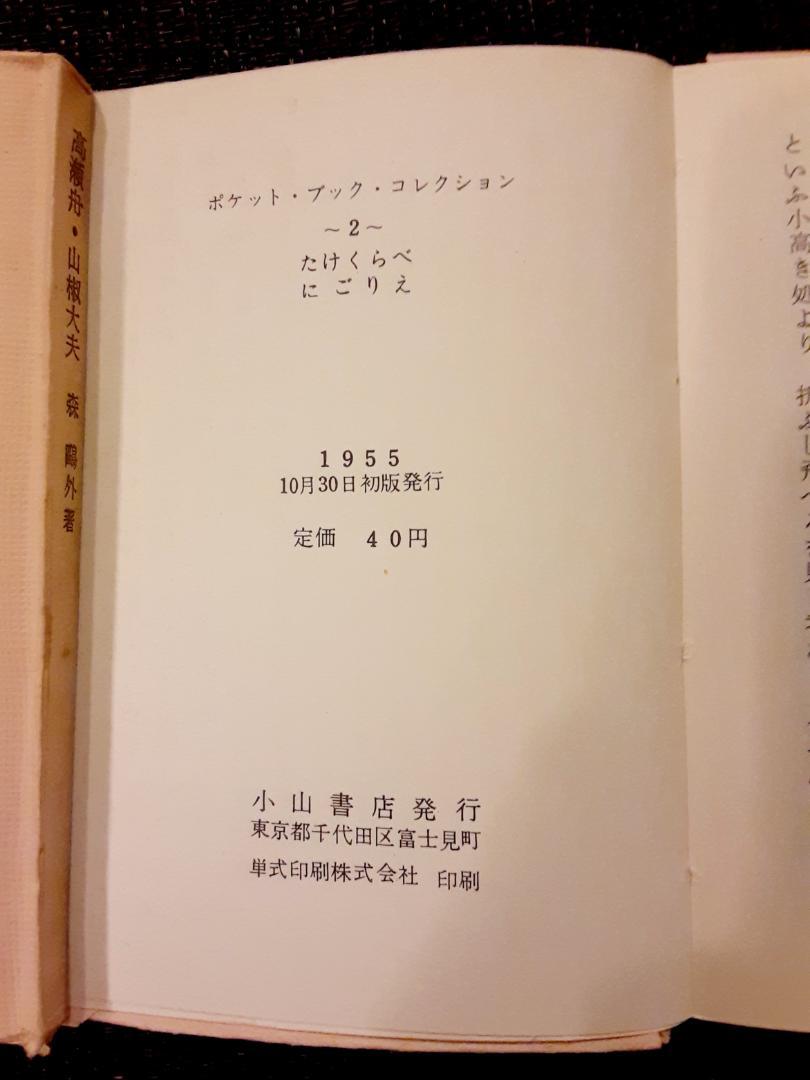 高瀬舟・山椒大夫　森　鷗外著
ポケット・ブック・コレクション
～2～
たけくらべ
にごりえ
1955
10月30日初版発行
定価　40円
小山書店発行
東京都千代田区富士見町
単式印刷株式会社　印刷
といふ小高き処より